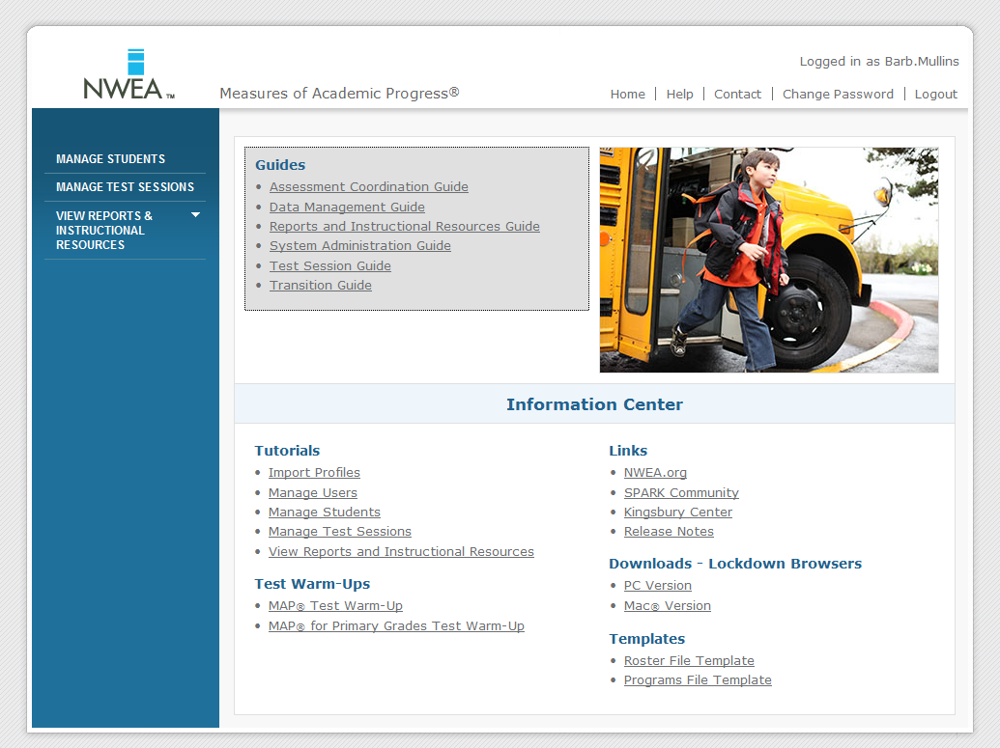 NWEA™
Measures of Academic Progress®
Logged in as Barb.Mullins
Home | Help | Contact | Change Password | Logout
MANAGE STUDENTS
MANAGE TEST SESSIONS
VIEW REPORTS &
INSTRUCTIONAL
RESOURCES
Guides
• Assessment Coordination Guide
• Data Management Guide
• Reports and Instructional Resources Guide
• System Administration Guide
• Test Session Guide
• Transition Guide
Information Center
Tutorials
• Import Profiles
• Manage Users
• Manage Students
• Manage Test Sessions
• View Reports and Instructional Resources
Test Warm-Ups
• MAP® Test Warm-Up
• MAP® for Primary Grades Test Warm-Up
Links
• NWEA.org
• SPARK Community
• Kingsbury Center
• Release Notes
Downloads - Lockdown Browsers
• PC Version
• Mac® Version
Templates
• Roster File Template
• Programs File Template